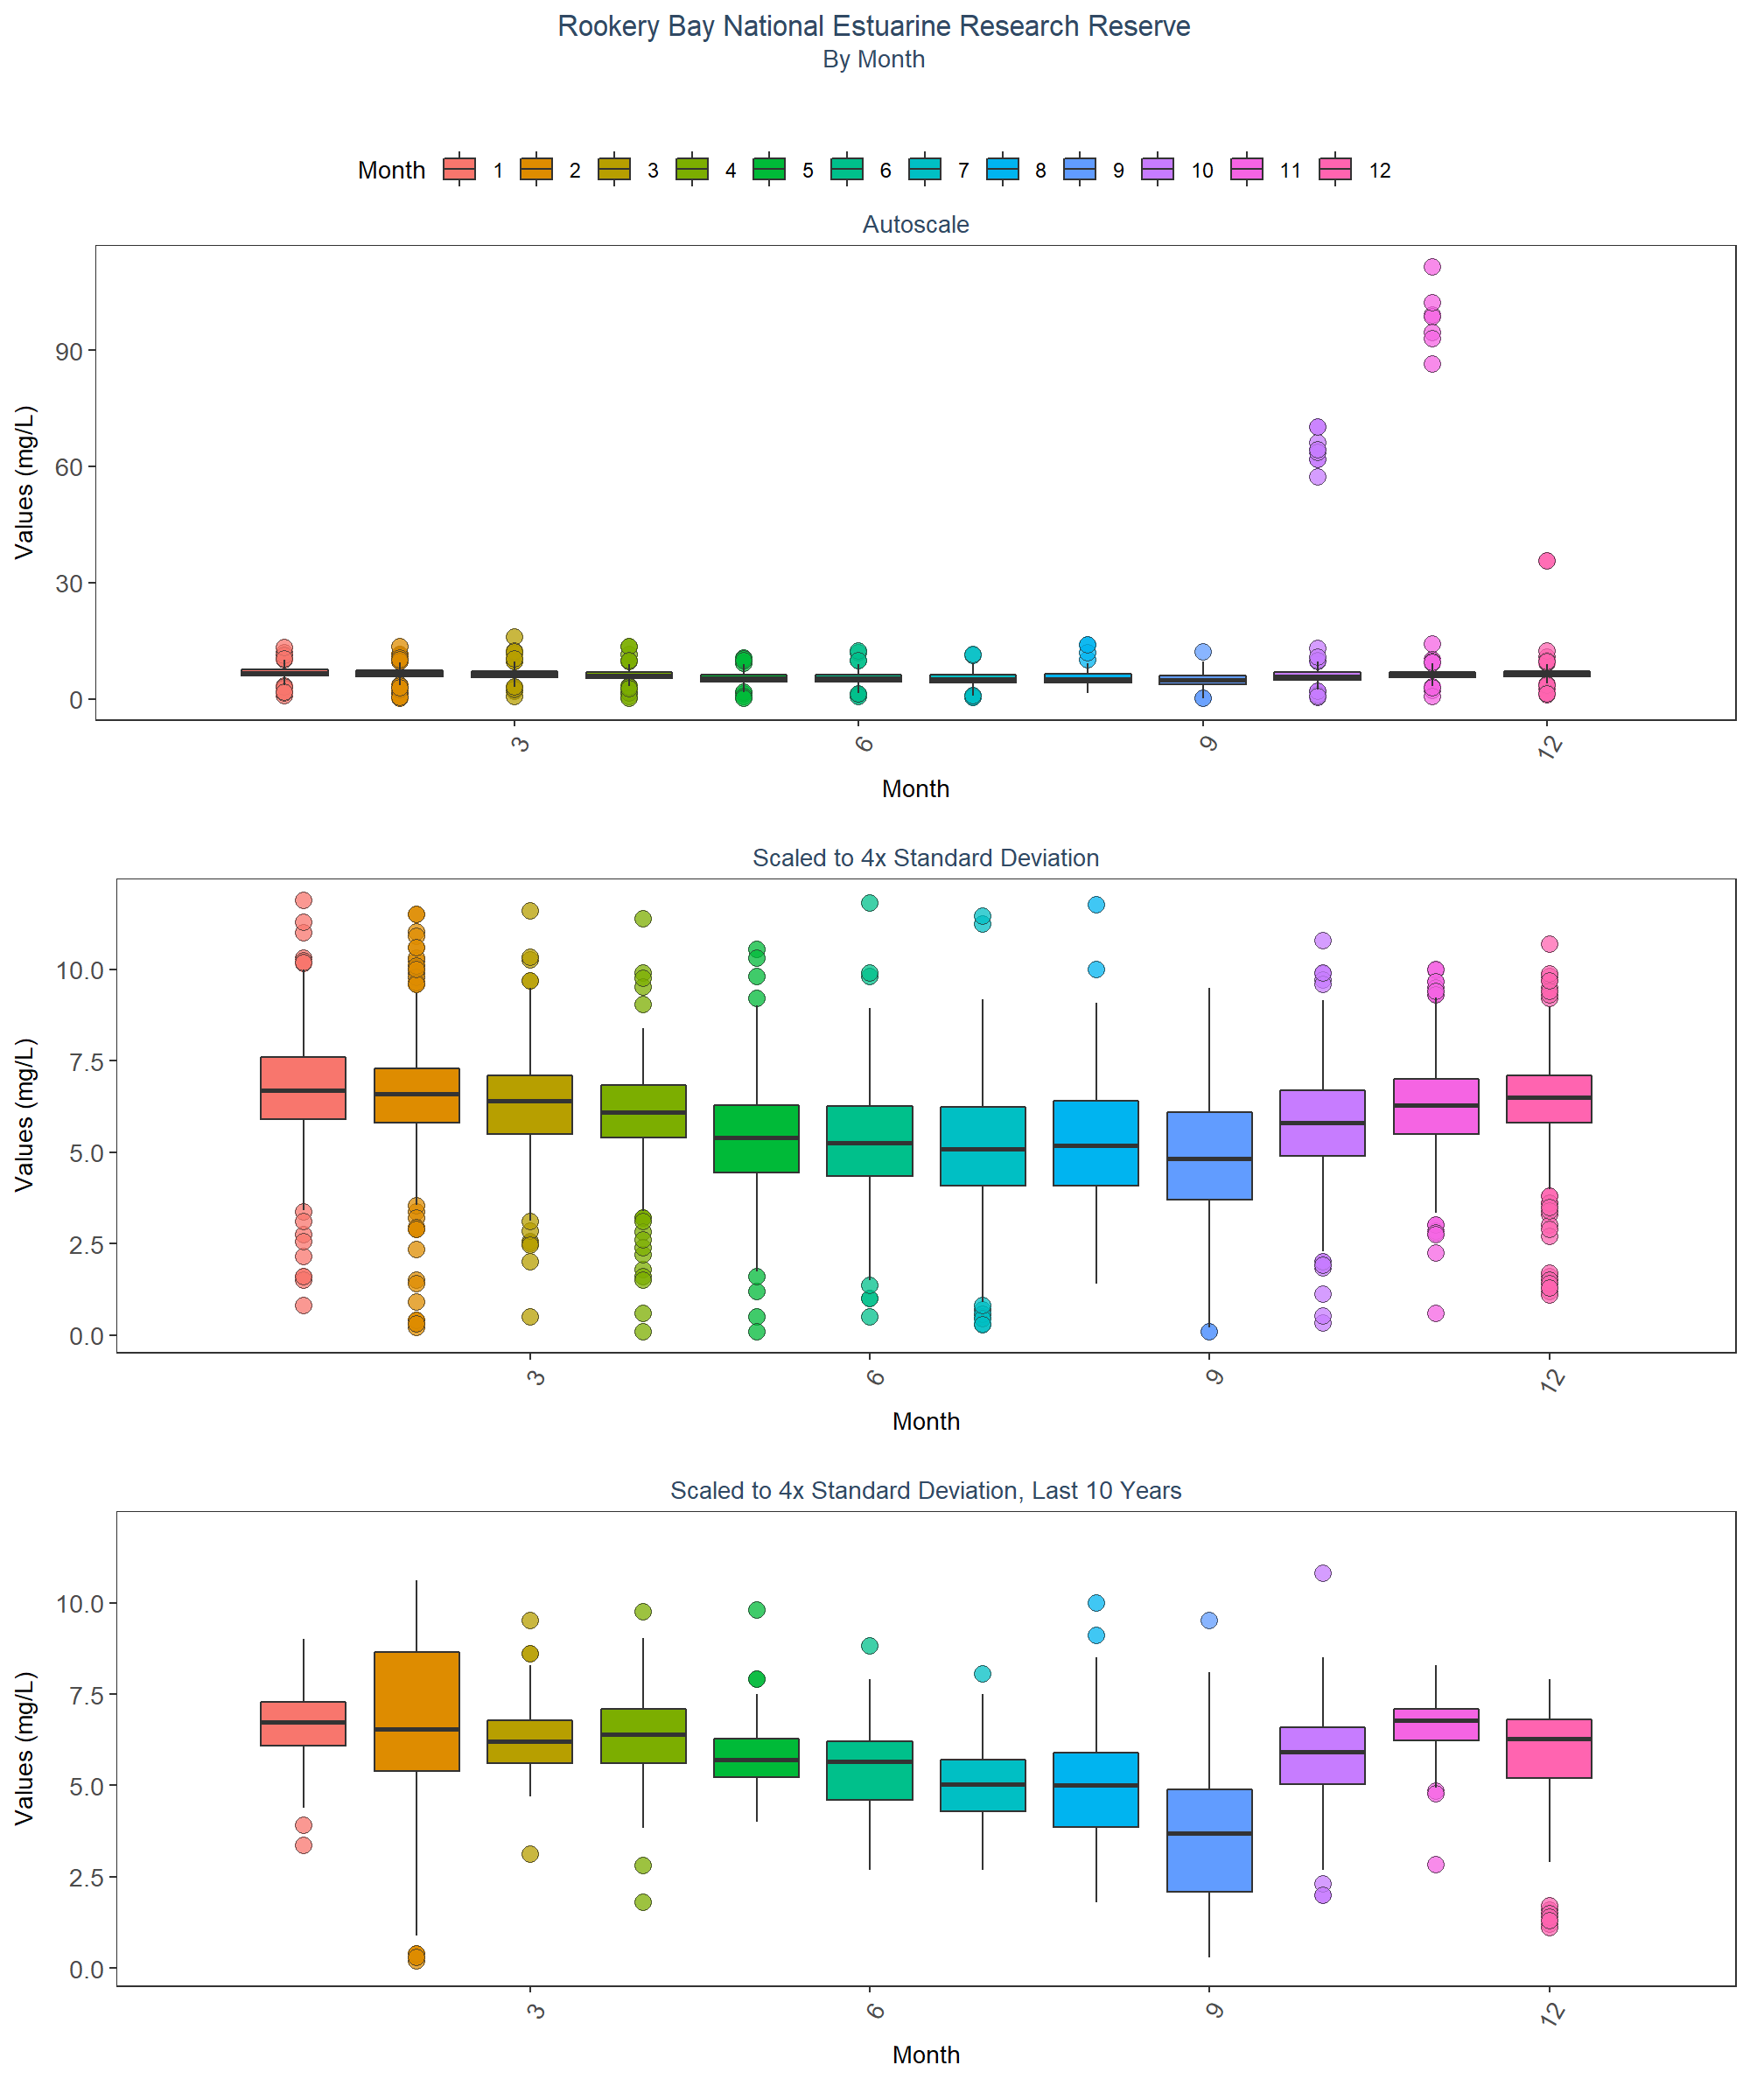 Rookery Bay National Estuarine Research Reserve
By Month
Month 1 2 3 4 5 6 7 8 9 10 11 12
Autoscale
Values (mg/L)
90
60
30
0
3 6 9 12
Month
Scaled to 4x Standard Deviation
Values (mg/L)
10.0
7.5
5.0
2.5
0.0
3 6 9 12
Month
Scaled to 4x Standard Deviation, Last 10 Years
Values (mg/L)
10.0
7.5
5.0
2.5
0.0
3 6 9 12
Month